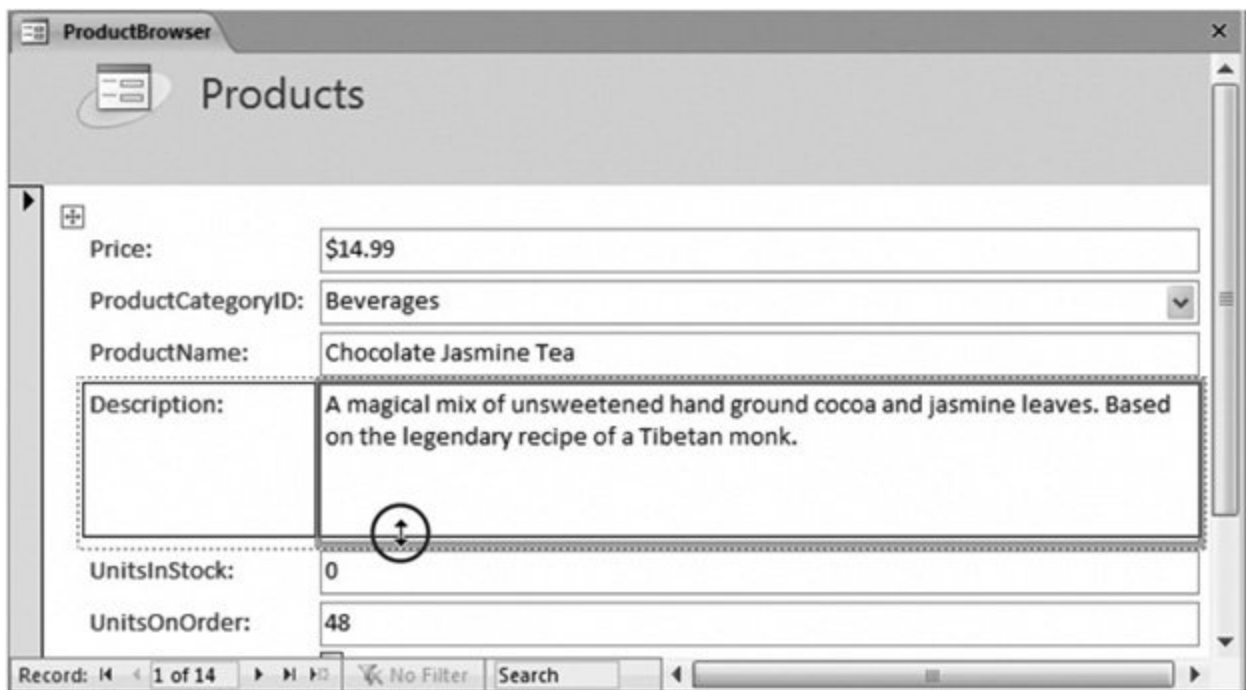 ProductBrowser
Products
Price: $14.99
ProductCategoryID: Beverages
ProductName: Chocolate Jasmine Tea
Description: A magical mix of unsweetened hand ground cocoa and jasmine leaves. Based
on the legendary recipe of a Tibetan monk.
UnitsInStock: 0
UnitsOnOrder: 48
Record: 1 of 14 No Filter Search